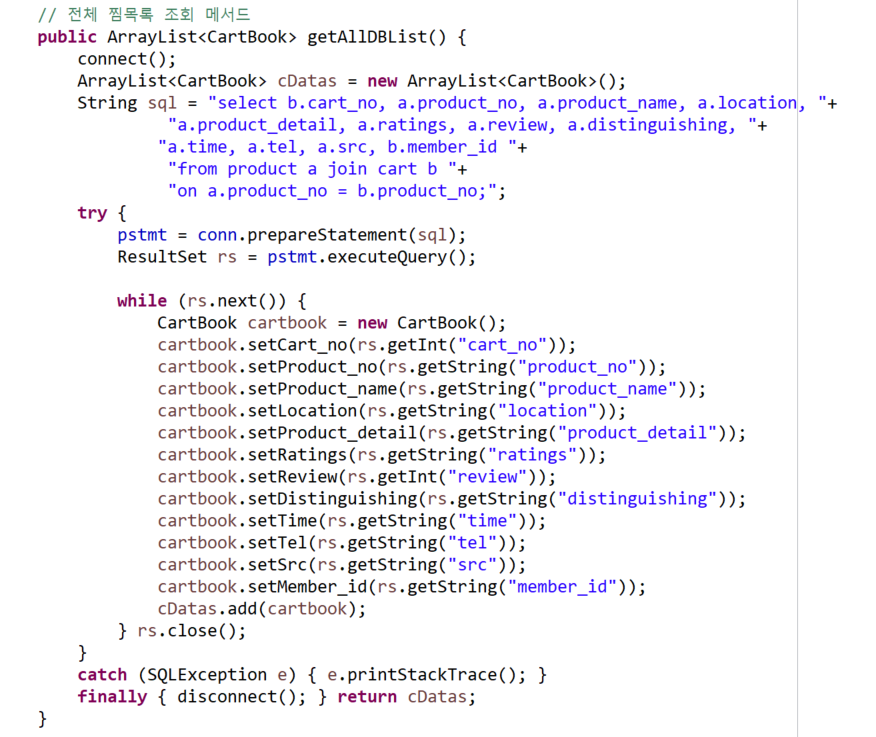 // 전체 찜목록 조회 메서드
public ArrayList<CartBook> getAllDBList() {
connect();
ArrayList<CartBook> cDatas = new ArrayList<CartBook>();
String sql = "select b.cart_no, a.product_no, a.product_name, a.location, "+
"a.product_detail, a.ratings, a.review, a.distinguishing, "+
"a.time, a.tel, a.src, b.member_id "+
"from product a join cart b "+
"on a.product_no = b.product_no;";
try {
pstmt = conn.prepareStatement(sql);
ResultSet rs = pstmt.executeQuery();
while (rs.next()) {
CartBook cartbook = new CartBook();
cartbook.setCart_no(rs.getInt("cart_no"));
cartbook.setProduct_no(rs.getString("product_no"));
cartbook.setProduct_name(rs.getString("product_name"));
cartbook.setLocation(rs.getString("location"));
cartbook.setProduct_detail(rs.getString("product_detail"));
cartbook.setRatings(rs.getString("ratings"));
cartbook.setReview(rs.getInt("review"));
cartbook.setDistinguishing(rs.getString("distinguishing"));
cartbook.setTime(rs.getString("time"));
cartbook.setTel(rs.getString("tel"));
cartbook.setSrc(rs.getString("src"));
cartbook.setMember_id(rs.getString("member_id"));
cDatas.add(cartbook);
} rs.close();
}
catch (SQLException e) { e.printStackTrace(); }
finally { disconnect(); } return cDatas;
}